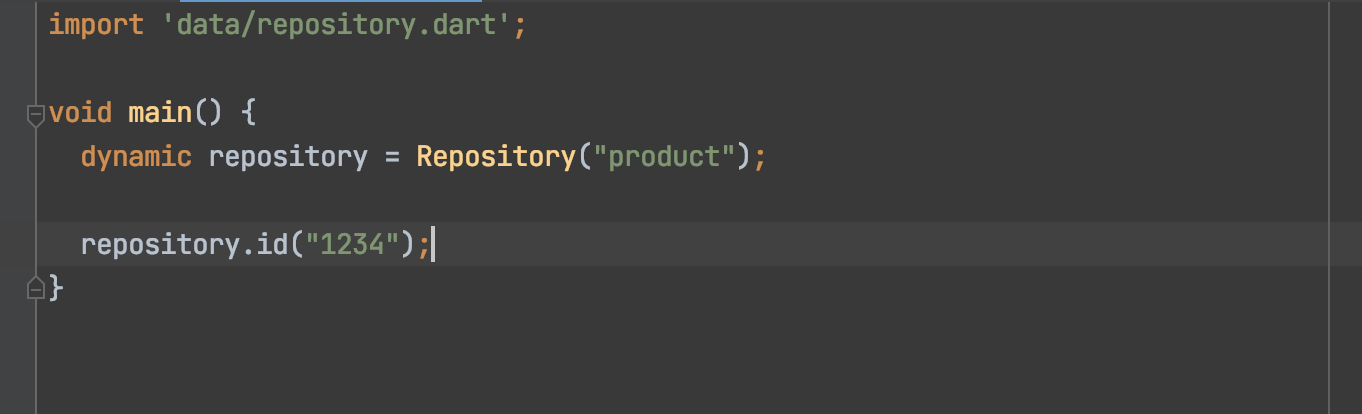 import 'data/repository.dart';
void main() {
  dynamic repository = Repository("product");
  repository.id("1234");
}